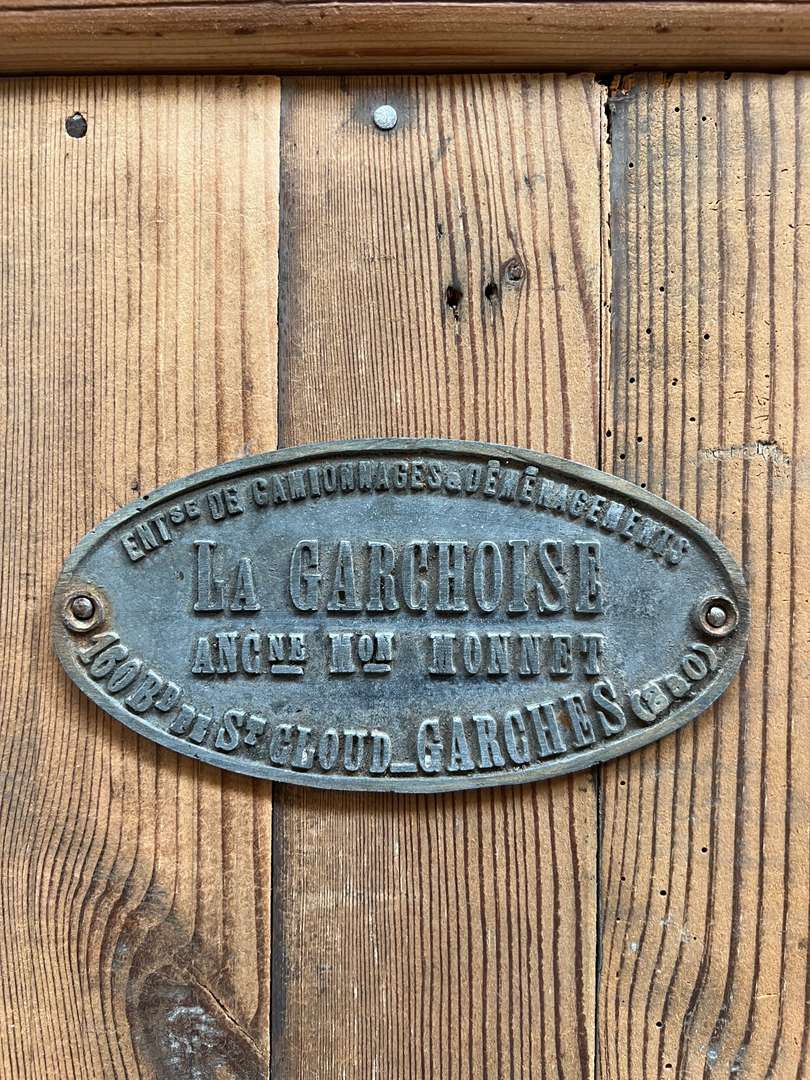 ENTSE DE CAMIONNAGES & DÉMÉNAGEMENTS
LA GARCHOISE
ANCNE MON MONNET
160 BD DE ST CLOUD_GARCHES (S&O)